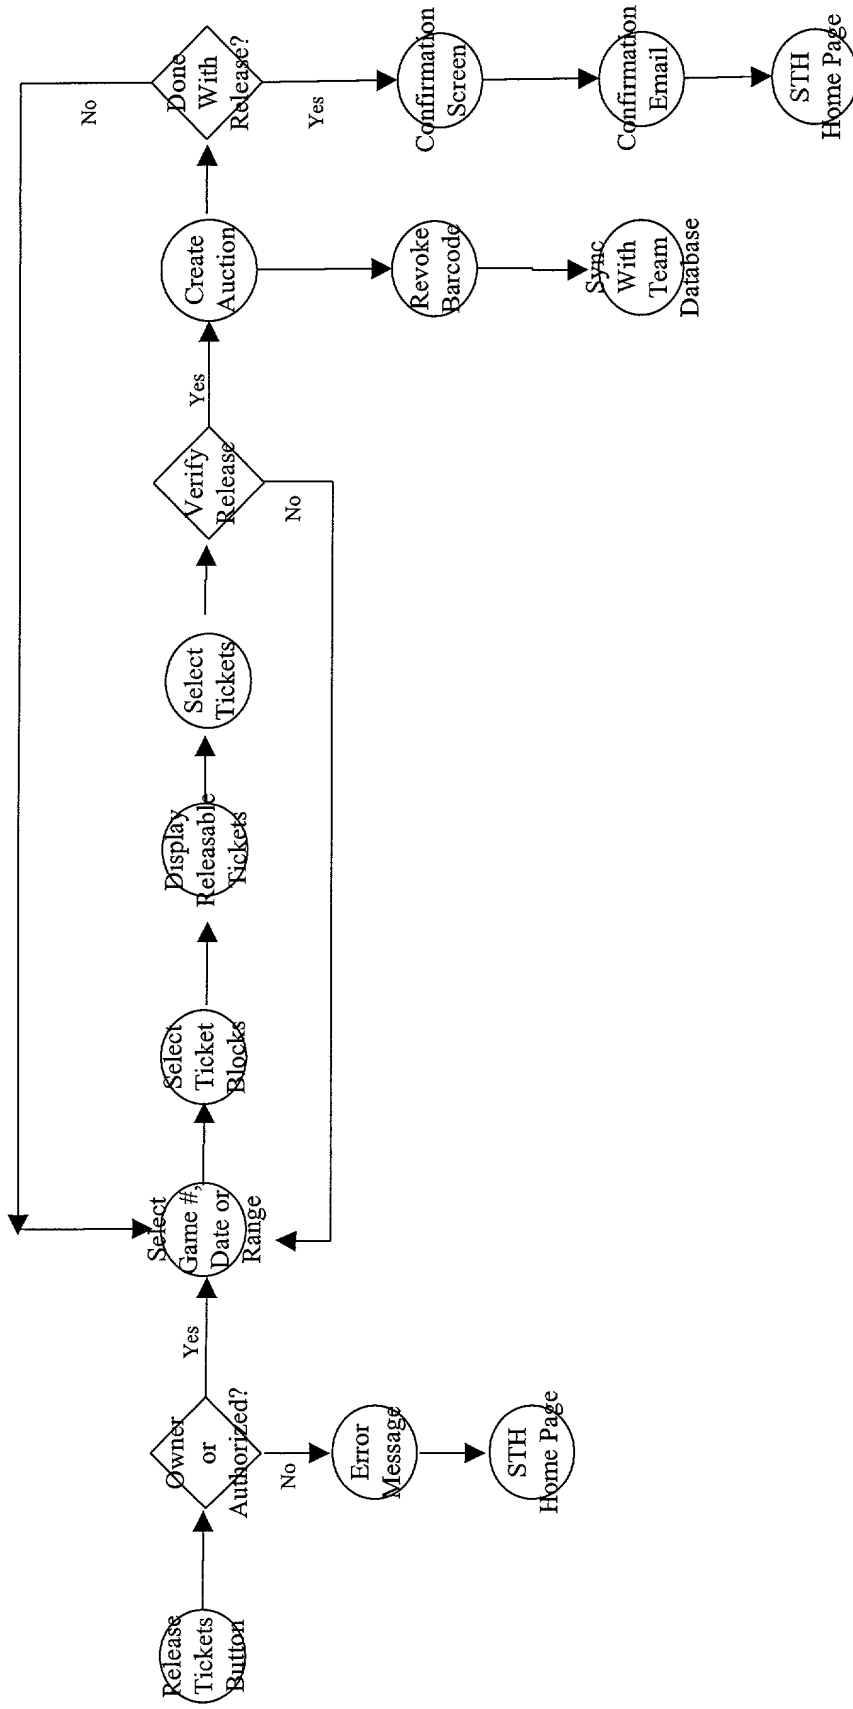 Release
Tickets
Button
Owner
or
Authorized?
Yes
No
Error
Message
STH
Home Page
Select
Game #,
Date or
Range
Select
Ticket
Blocks
Display
Releasable
Tickets
Select
Tickets
Verify
Release
Yes
No
Create
Auction
Revoke
Barcode
Sync
With
Team
Database
Done
With
Release?
No
Yes
Confirmation
Screen
Confirmation
Email
STH
Home Page